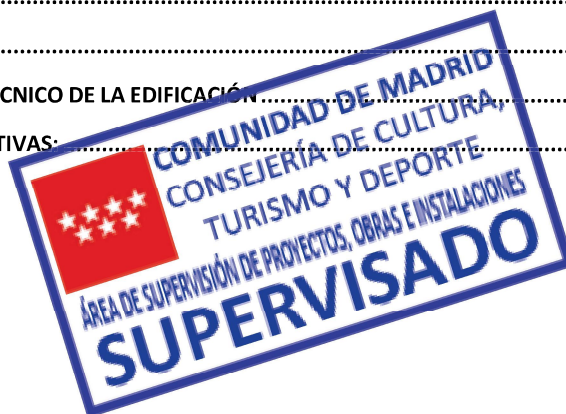 CNICO DE LA EDIFICACIÓN
TIVAS:
COMUNIDAD DE MADRID
CONSEJERÍA DE CULTURA,
TURISMO Y DEPORTE
ÁREA DE SUPERVISIÓN DE PROYECTOS, OBRAS E INSTALACIONES
SUPERVISADO